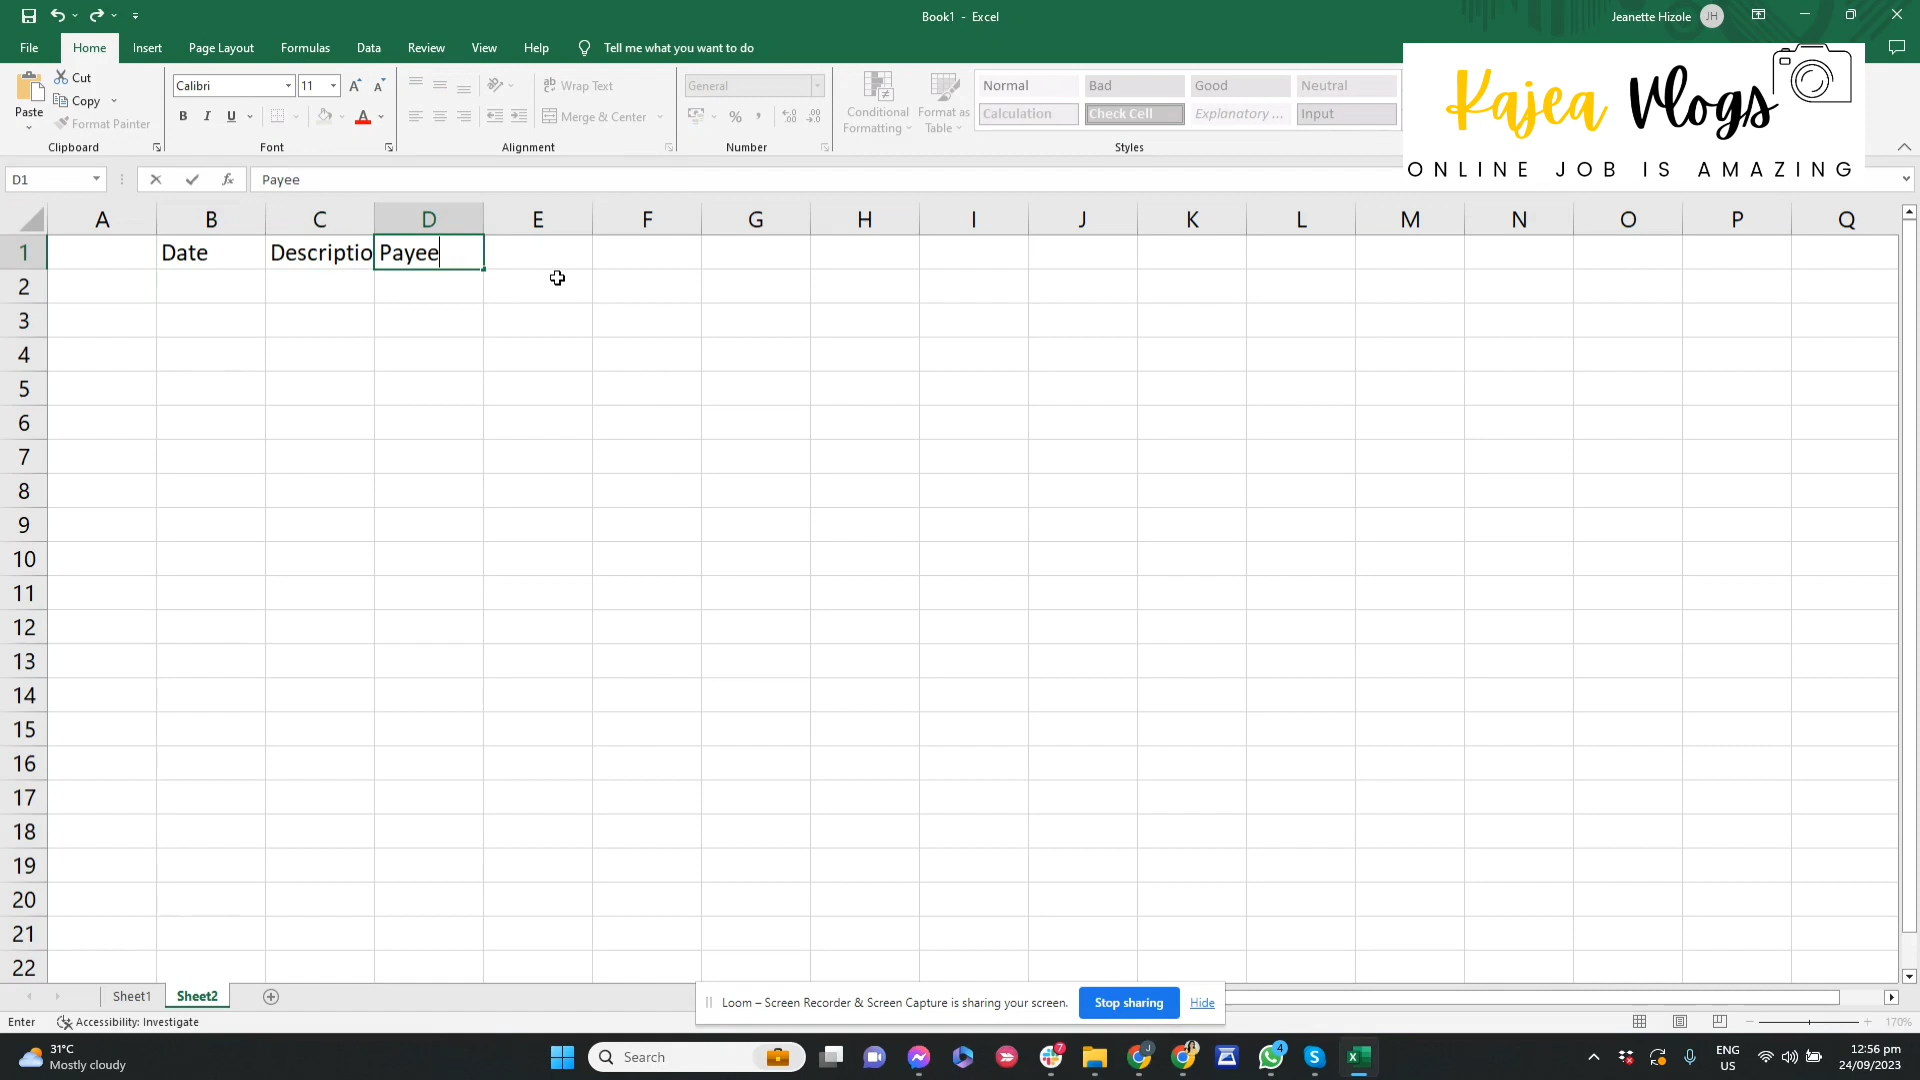 Book1 - Excel
Jeanette Hizole
JH
File Home Insert Page Layout Formulas Data Review View Help Tell me what you want to do
Cut
Copy
Format Painter
Paste
Clipboard
Calibri 11
B I U
Font
Wrap Text
Merge & Center
Alignment
General
Number
Conditional Formatting
Format as Table
Normal Bad Good Neutral
Calculation Check Cell Explanatory ... Input
Styles
Kajea Vlogs
ONLINE JOB IS AMAZING
D1
fx
Payee
A B C D E F G H I J K L M N O P Q
1 Date Descriptio Payee
2
3
4
5
6
7
8
9
10
11
12
13
14
15
16
17
18
19
20
21
22
Sheet1 Sheet2
Loom – Screen Recorder & Screen Capture is sharing your screen. Stop sharing Hide
Enter Accessibility: Investigate
170%
31°C
Mostly cloudy
Search
7
J
4
ENG
US
12:56 pm
24/09/2023